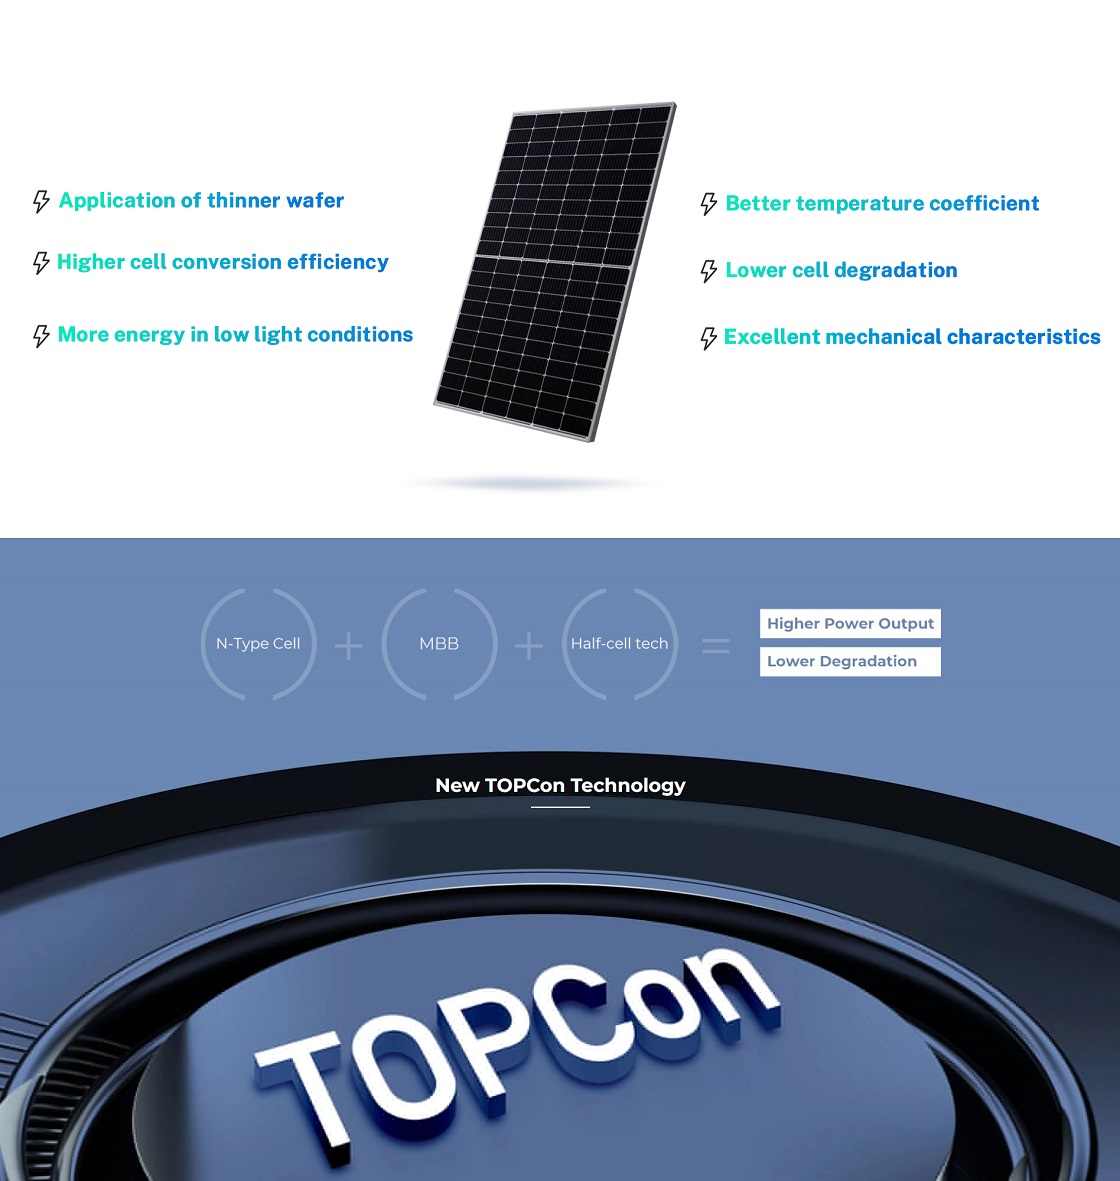 Application of thinner wafer
Higher cell conversion efficiency
More energy in low light conditions
Better temperature coefficient
Lower cell degradation
Excellent mechanical characteristics
N-Type Cell + MBB + Half-cell tech =
Higher Power Output
Lower Degradation
New TOPCon Technology
TOPCon